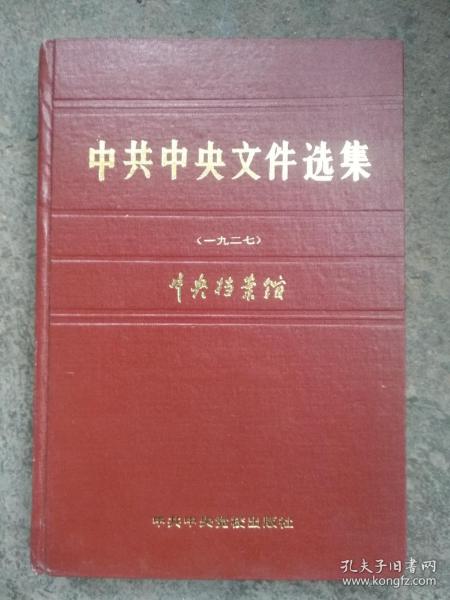 中共中央文件选集
（一九二七）
中央档案馆
中共中央党校出版社
孔夫子旧书网
www.kongfz.com